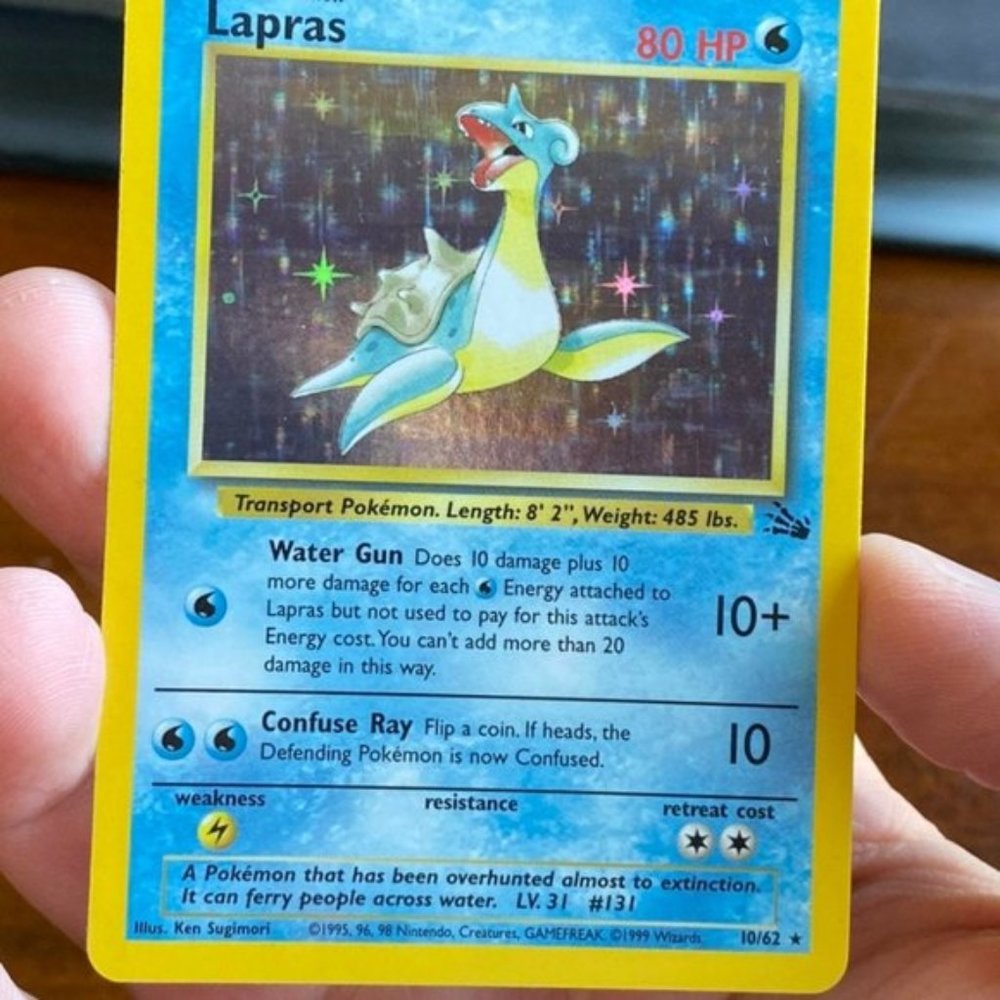 Lapras
80 HP
Transport Pokémon. Length: 8' 2", Weight: 485 lbs.
Water Gun Does 10 damage plus 10
more damage for each Energy attached to
Lapras but not used to pay for this attack's
Energy cost. You can't add more than 20
damage in this way.
10+
Confuse Ray Flip a coin. If heads, the
Defending Pokémon is now Confused.
10
weakness
resistance
retreat cost
A Pokémon that has been overhunted almost to extinction.
It can ferry people across water. LV. 31 #131
Illus. Ken Sugimori ©1995, 96, 98 Nintendo, Creatures, GAMEFREAK. ©1999 Wizards. 10/62 ★